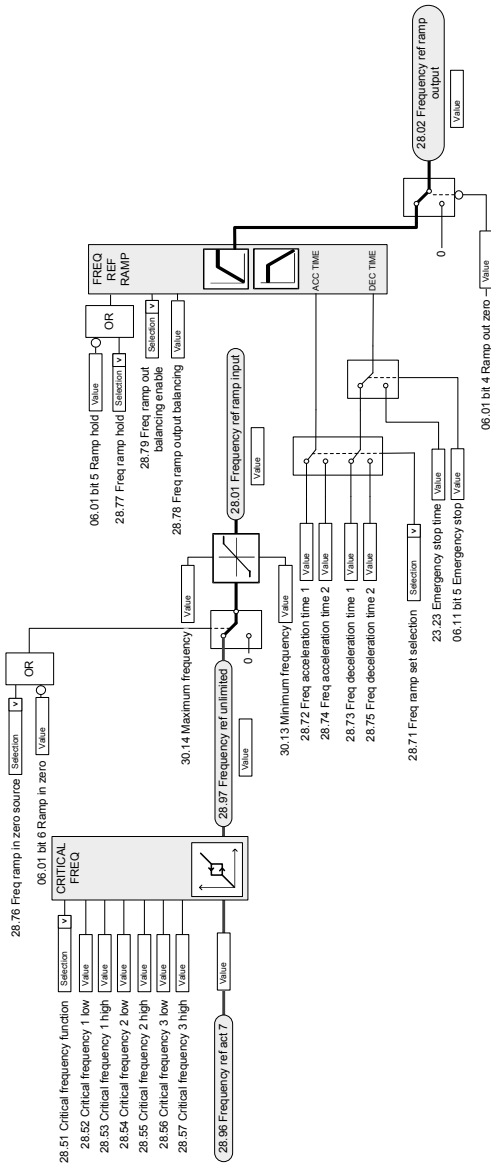 28.51 Critical frequency function
Selection v
28.52 Critical frequency 1 low
Value
28.53 Critical frequency 1 high
Value
28.54 Critical frequency 2 low
Value
28.55 Critical frequency 2 high
Value
28.56 Critical frequency 3 low
Value
28.57 Critical frequency 3 high
Value
28.96 Frequency ref act 7
Value
CRITICAL
FREQ
28.76 Freq ramp in zero source
Selection v
06.01 bit 6 Ramp in zero
Value
OR
28.97 Frequency ref unlimited
Value
0
30.14 Maximum frequency
Value
30.13 Minimum frequency
Value
28.01 Frequency ref ramp input
Value
06.01 bit 5 Ramp hold
Value
28.77 Freq ramp hold
Selection v
OR
28.79 Freq ramp out
balancing enable
Selection v
28.78 Freq ramp output balancing
Value
FREQ
REF
RAMP
ACC TIME
DEC TIME
28.72 Freq acceleration time 1
Value
28.74 Freq acceleration time 2
Value
28.73 Freq deceleration time 1
Value
28.75 Freq deceleration time 2
Value
28.71 Freq ramp set selection
Selection v
23.23 Emergency stop time
Value
06.11 bit 5 Emergency stop
Value
0
06.01 bit 4 Ramp out zero
Value
28.02 Frequency ref ramp
output
Value